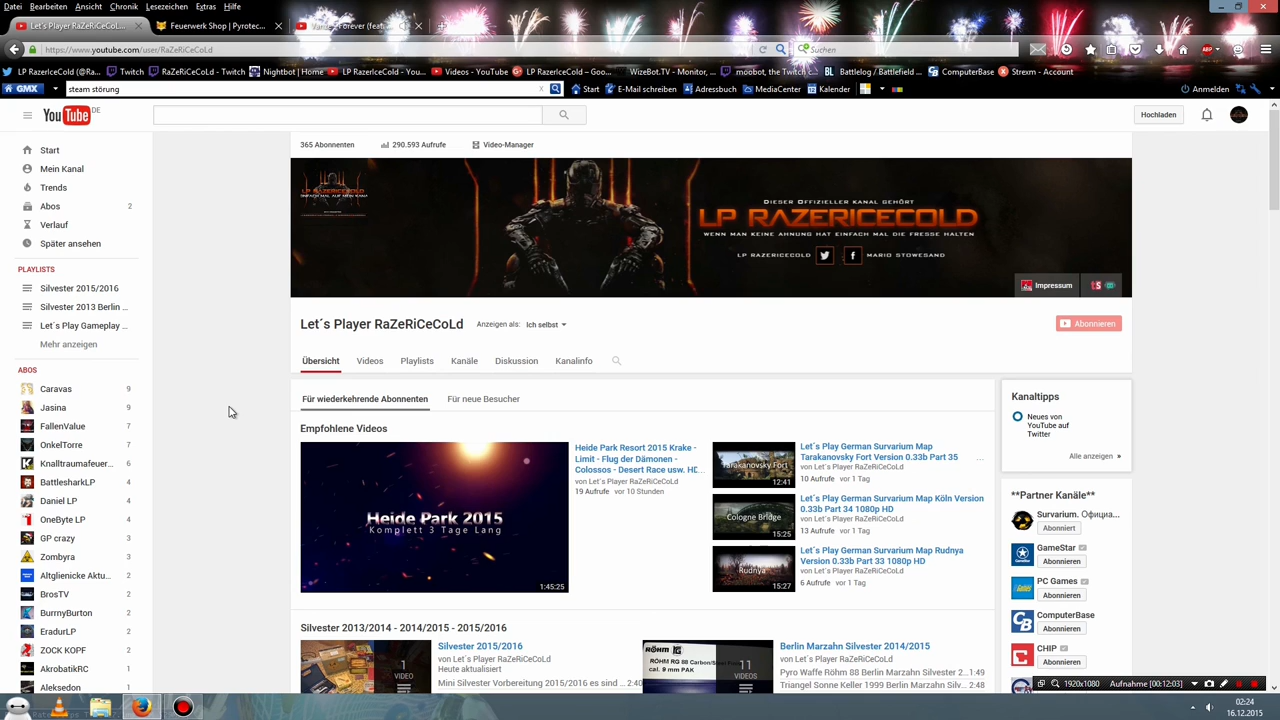 Datei Bearbeiten Ansicht Chronik Lesezeichen Extras Hilfe
Let's Player RaZeRiCeCoL... Feuerwerk Shop | Pyrotec... Forever (feat
https://www.youtube.com/user/RaZeRiCeCoLd
Suchen
LP RazerIce Cold (@Ra... Twitch RaZeRiCeCoLd - Twitch Nightbot | Home LP RazerIceCold - You... Videos - YouTube LP RazerIceCold – Goo... WizeBot.TV - Monitor, ... moobot, the Twitch c... Battlelog / Battlefield ... ComputerBase Strexm - Account
GMX steam störung Start E-Mail schreiben Adressbuch MediaCenter Kalender Anmelden
YouTube DE
Hochladen
Start
Mein Kanal
Trends
Abos 2
Verlauf
Später ansehen
PLAYLISTS
Silvester 2015/2016
Silvester 2013 Berlin ...
Let´s Play Gameplay ...
Mehr anzeigen
ABOS
Caravas 9
Jasina 9
FallenValue 7
OnkelTorre 7
Knalltraumafeuer... 6
BattlesharkLP 4
Daniel LP 4
OneByte LP 4
GP crazy 3
Zombyra 3
Altglienicke Aktu... 2
BrosTV 2
BurmyBurton 2
EradurLP 2
ZOCK KOPF 2
AkrobatikRC 1
Aleksedon 1
365 Abonnenten 290.593 Aufrufe Video-Manager
LP RAZERICECOLD
DIESER OFFIZIELLER KANAL GEHÖRT
LP RAZERICECOLD
WENN MAN KEINE AHNUNG HAT EINFACH MAL DIE FRESSE HALTEN
LP RAZERICECOLD MARIO STOWESAND
Impressum
Let´s Player RaZeRiCeCoLd Anzeigen als: Ich selbst
Abonnieren
Übersicht Videos Playlists Kanäle Diskussion Kanalinfo
Für wiederkehrende Abonnenten Für neue Besucher
Empfohlene Videos
Heide Park 2015
Komplett 3 Tage Lang
1:45:25
Heide Park Resort 2015 Krake -
Limit - Flug der Dämonen -
Colossos - Desert Race usw. HD...
von Let´s Player RaZeRiCeCoLd
19 Aufrufe vor 10 Stunden
Tarakanovsky Fort
12:41
Let´s Play German Survarium Map
Tarakanovsky Fort Version 0.33b Part 35
von Let´s Player RaZeRiCeCoLd
10 Aufrufe vor 1 Tag
Cologne Bridge
15:25
Let´s Play German Survarium Map Köln Version
0.33b Part 34 1080p HD
von Let´s Player RaZeRiCeCoLd
13 Aufrufe vor 1 Tag
Rudnya
15:27
Let´s Play German Survarium Map Rudnya
Version 0.33b Part 33 1080p HD
von Let´s Player RaZeRiCeCoLd
6 Aufrufe vor 1 Tag
Silvester 2013/2014 - 2014/2015 - 2015/2016
1
VIDEO
Silvester 2015/2016
von Let´s Player RaZeRiCeCoLd
Heute aktualisiert
Mini Silvester Vorbereitung 2015/2016 es sind ... 2:40
RÖHM RG 88
cal. 9 mm PAK
11
VIDEOS
Berlin Marzahn Silvester 2014/2015
von Let´s Player RaZeRiCeCoLd
Pyro Waffe Röhm 88 Berlin Marzahn Silvester 2... 1:49
Triangel Sonne Keller 1999 Berlin Marzahn Silv... 2:48
Kanaltipps
Neues von
YouTube auf
Twitter
Alle anzeigen »
**Partner Kanäle**
Survarium. Официа...
Abonniert
GameStar
Abonnieren
PC Games
Abonnieren
ComputerBase
Abonnieren
CHIP
Abonnieren
1920x1080 Aufnahme [00:12:03]
02:24
16.12.2015